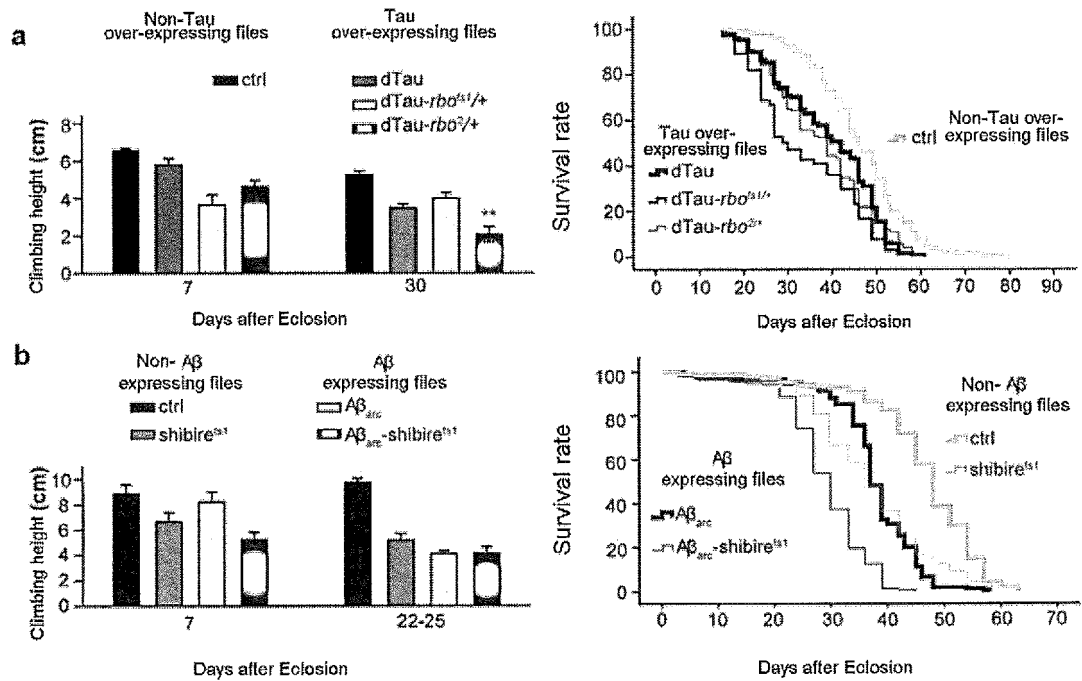 a
Non-Tau
over-expressing files
Tau
over-expressing files
ctrl
dTau
dTau-rbo^ts1/+
dTau-rbo^2/+
Climbing height (cm)
8
6
4
2
0
**
7
30
Days after Eclosion
Survival rate
100
80
60
40
20
0
Tau over-
expressing files
dTau
dTau-rbo^ts1/+
dTau-rbo^2/+
Non-Tau over-
expressing files
ctrl
0 10 20 30 40 50 60 70 80 90
Days after Eclosion
b
Non- Aβ
expressing files
ctrl
shibire^ts1
Aβ
expressing files
Aβarc
Aβarc-shibire^ts1
Climbing height (cm)
10
8
6
4
2
0
7
22-25
Days after Eclosion
Survival rate
100
80
60
40
20
0
Aβ
expressing files
Aβarc
Aβarc-shibire^ts1
Non- Aβ
expressing files
ctrl
shibire^ts1
0 10 20 30 40 50 60 70
Days after Eclosion